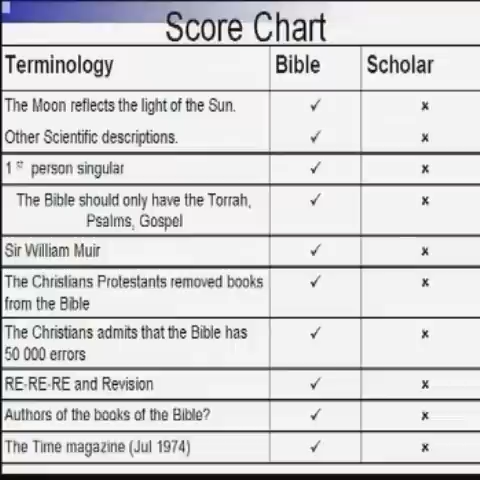 Score Chart
Terminology Bible Scholar
The Moon reflects the light of the Sun. ✓ ×
Other Scientific descriptions. ✓ ×
1 st person singular ✓ ×
The Bible should only have the Torrah,
Psalms, Gospel ✓ ×
Sir William Muir ✓ ×
The Christians Protestants removed books
from the Bible ✓ ×
The Christians admits that the Bible has
50 000 errors ✓ ×
RE-RE-RE and Revision ✓ ×
Authors of the books of the Bible? ✓ ×
The Time magazine (Jul 1974) ✓ ×